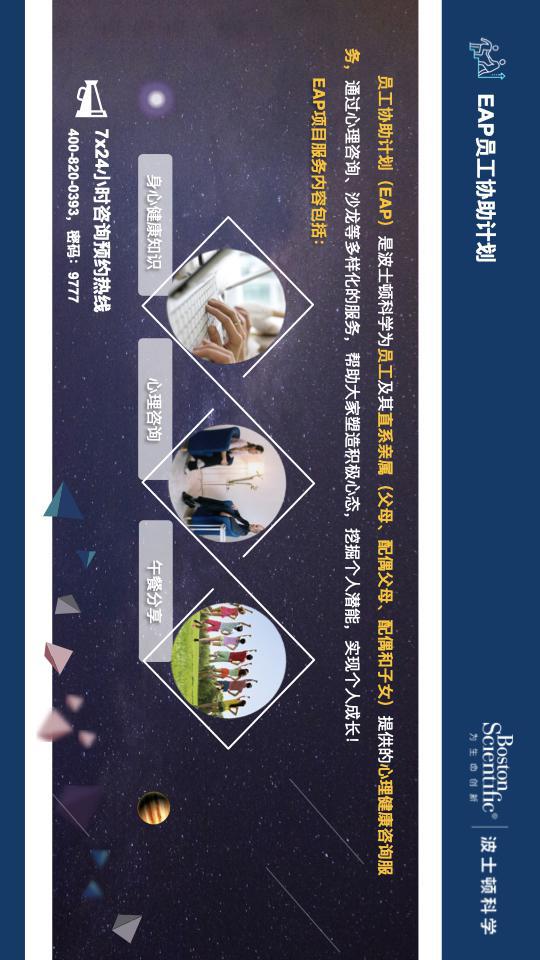 EAP员工协助计划
Boston
Scientific®
为生命创新
波士顿科学
员工协助计划（EAP）是波士顿科学为员工及其直系亲属（父母、配偶父母、配偶和子女）提供的心理健康咨询服
务，通过心理咨询、沙龙等多样化的服务，帮助大家塑造积极心态，挖掘个人潜能，实现个人成长！
EAP项目服务内容包括：
身心健康知识
心理咨询
午餐分享
7x24小时咨询预约热线
400-820-0393，密码：9777